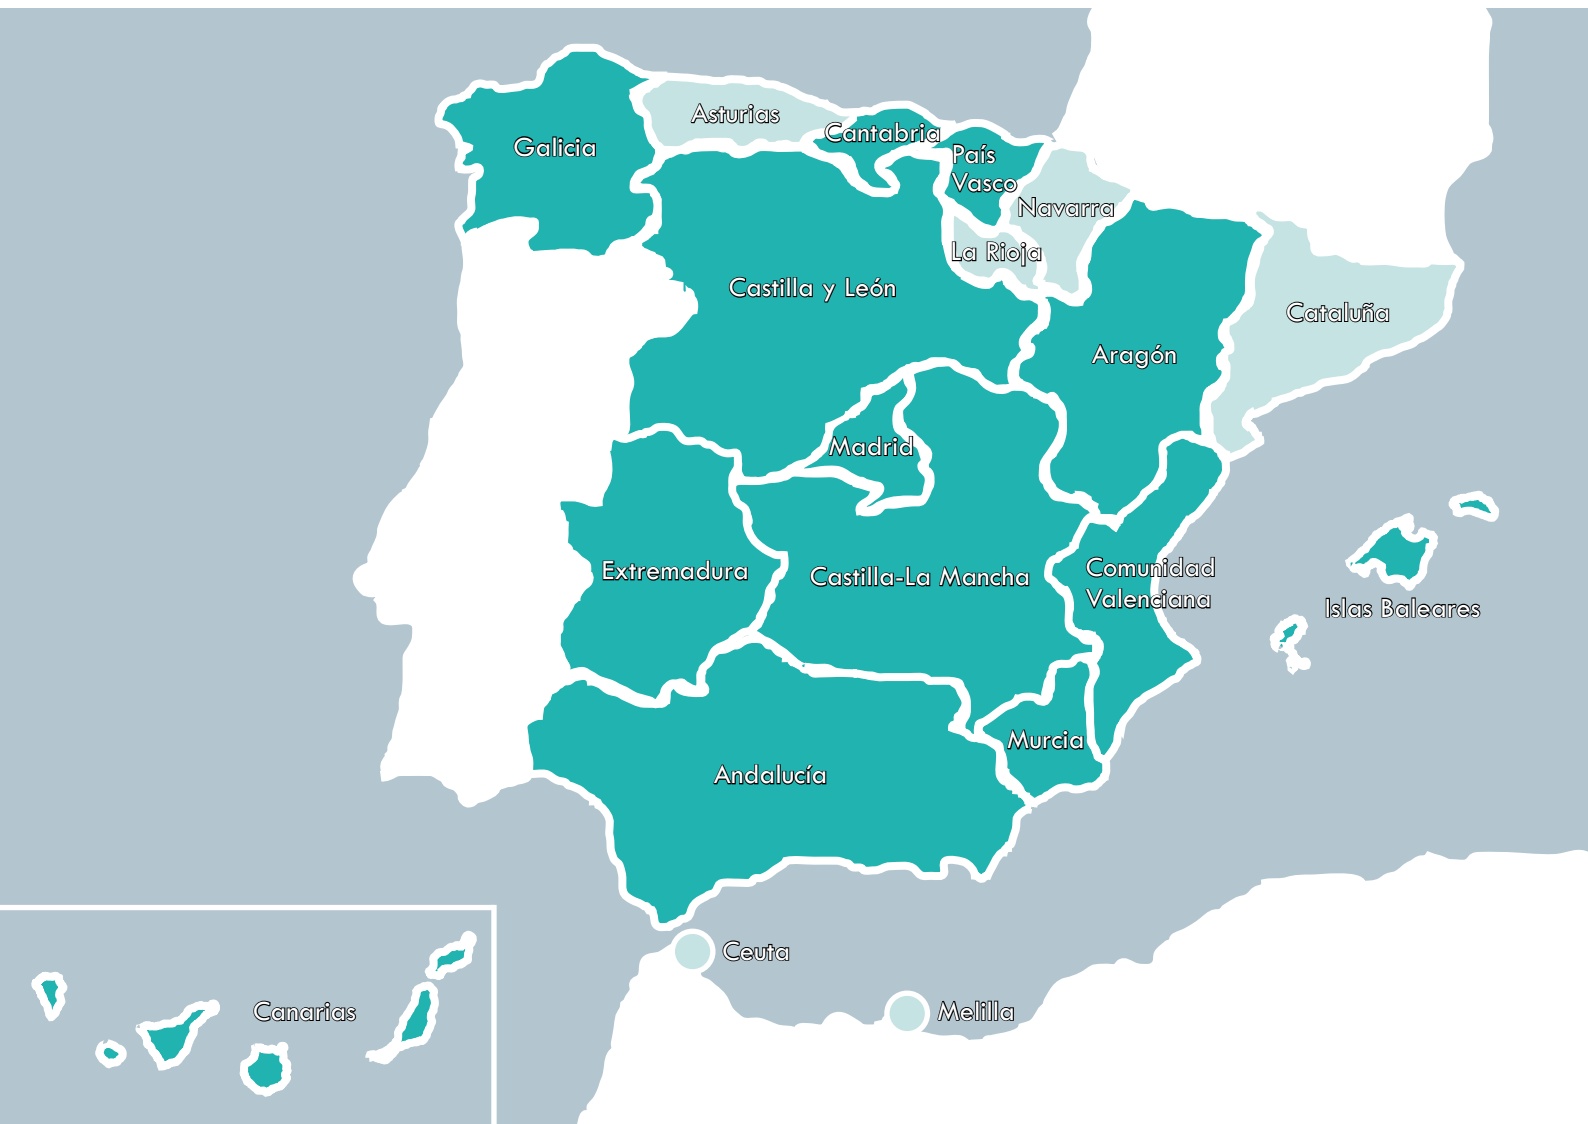 Asturias
Cantabria
Galicia
País
Vasco
Navarra
La Rioja
Castilla y León
Cataluña
Aragón
Madrid
Extremadura
Castilla-La Mancha
Comunidad
Valenciana
Islas Baleares
Murcia
Andalucía
Ceuta
Canarias
Melilla